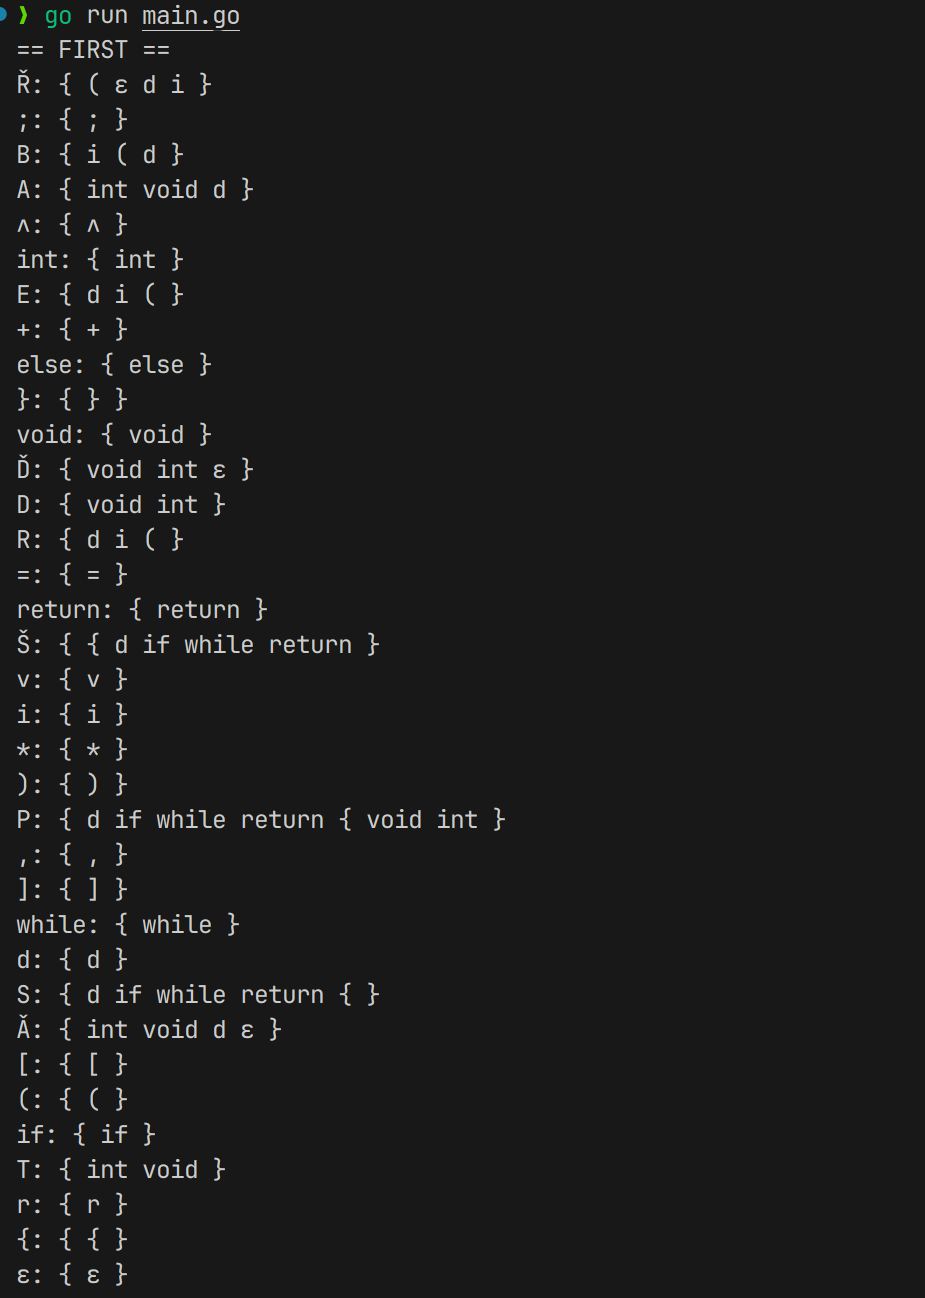 ❯ go run main.go
== FIRST ==
Ř: { ( ε d i }
;: { ; }
B: { i ( d }
A: { int void d }
ʌ: { ʌ }
int: { int }
E: { d i ( }
+: { + }
else: { else }
}: { } }
void: { void }
Ď: { void int ε }
D: { void int }
R: { d i ( }
=: { = }
return: { return }
Š: { { d if while return }
v: { v }
i: { i }
*: { * }
): { ) }
P: { d if while return { void int }
,: { , }
]: { ] }
while: { while }
d: { d }
S: { d if while return { }
Ǎ: { int void d ε }
[: { [ }
(: { ( }
if: { if }
T: { int void }
r: { r }
{: { { }
ε: { ε }